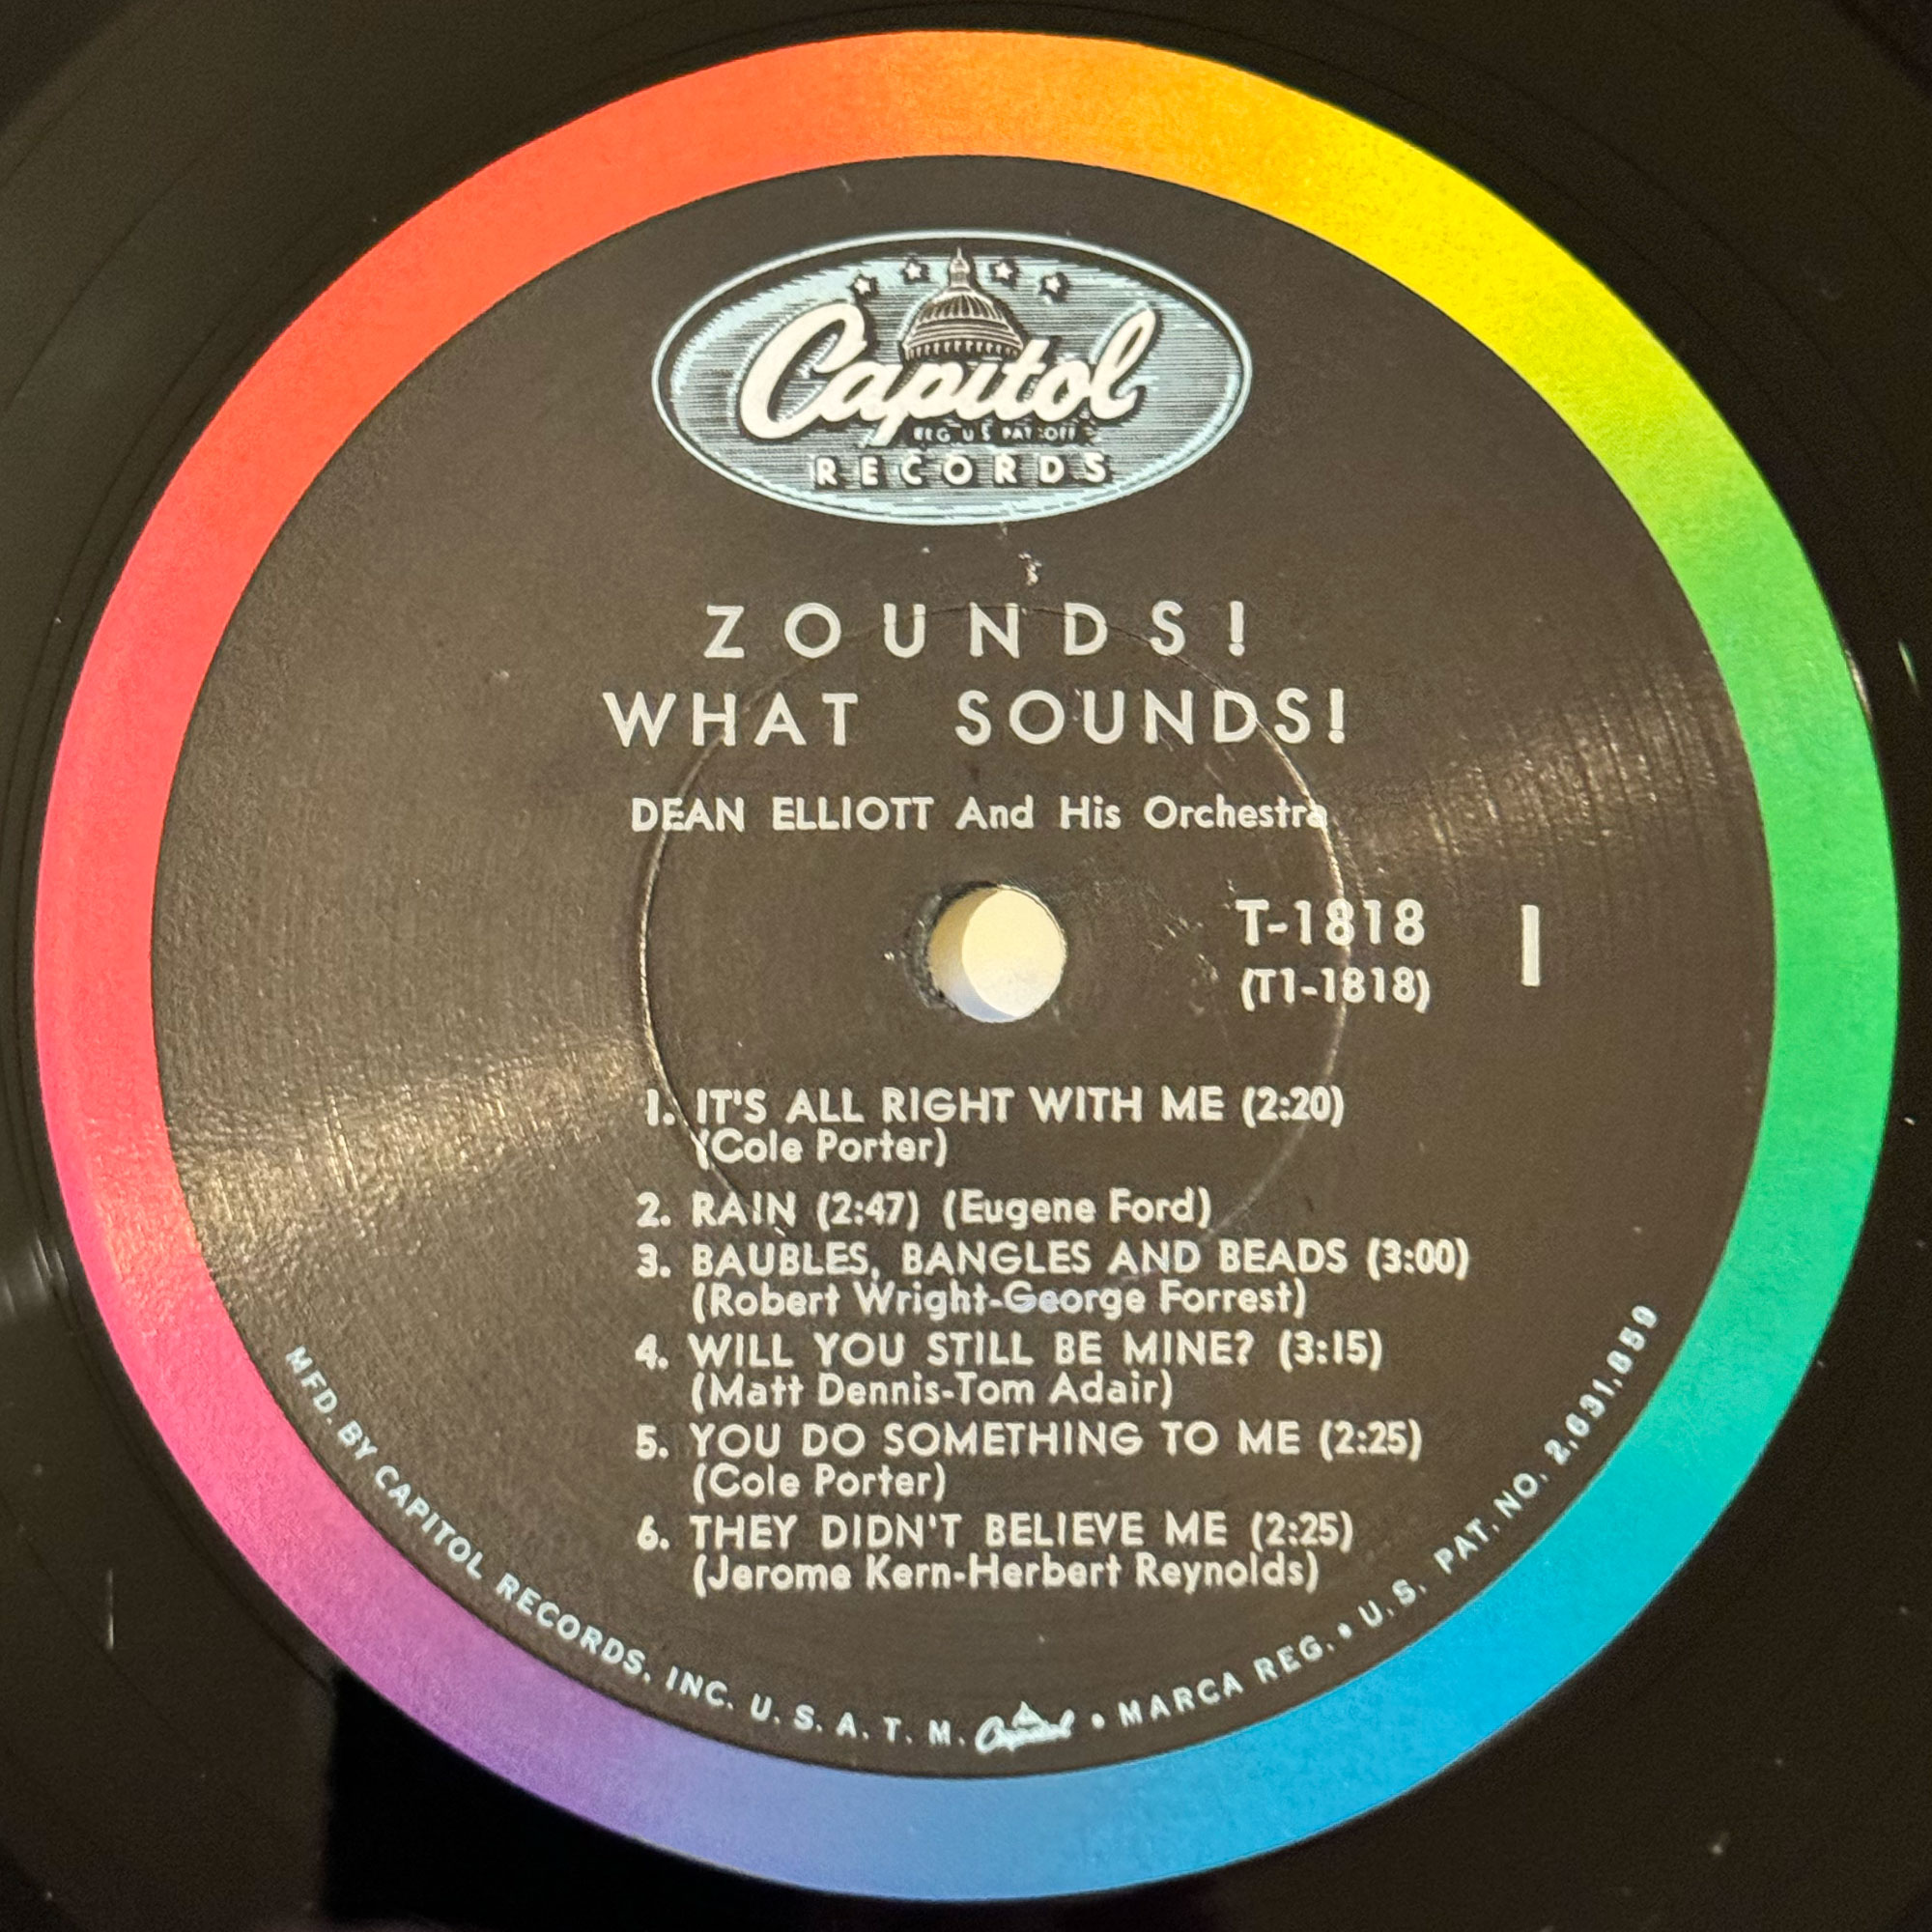 Capitol
REG. U.S. PAT. OFF.
RECORDS
ZOUNDS!
WHAT SOUNDS!
DEAN ELLIOTT And His Orchestra
T-1818
(T1-1818)
1
1. IT'S ALL RIGHT WITH ME (2:20)
(Cole Porter)
2. RAIN (2:47) (Eugene Ford)
3. BAUBLES, BANGLES AND BEADS (3:00)
(Robert Wright-George Forrest)
4. WILL YOU STILL BE MINE? (3:15)
(Matt Dennis-Tom Adair)
5. YOU DO SOMETHING TO ME (2:25)
(Cole Porter)
6. THEY DIDN'T BELIEVE ME (2:25)
(Jerome Kern-Herbert Reynolds)
MFD. BY CAPITOL RECORDS, INC. U. S. A. T. M. Capitol • MARCA REG. • U. S. PAT. NO. 2,631,859